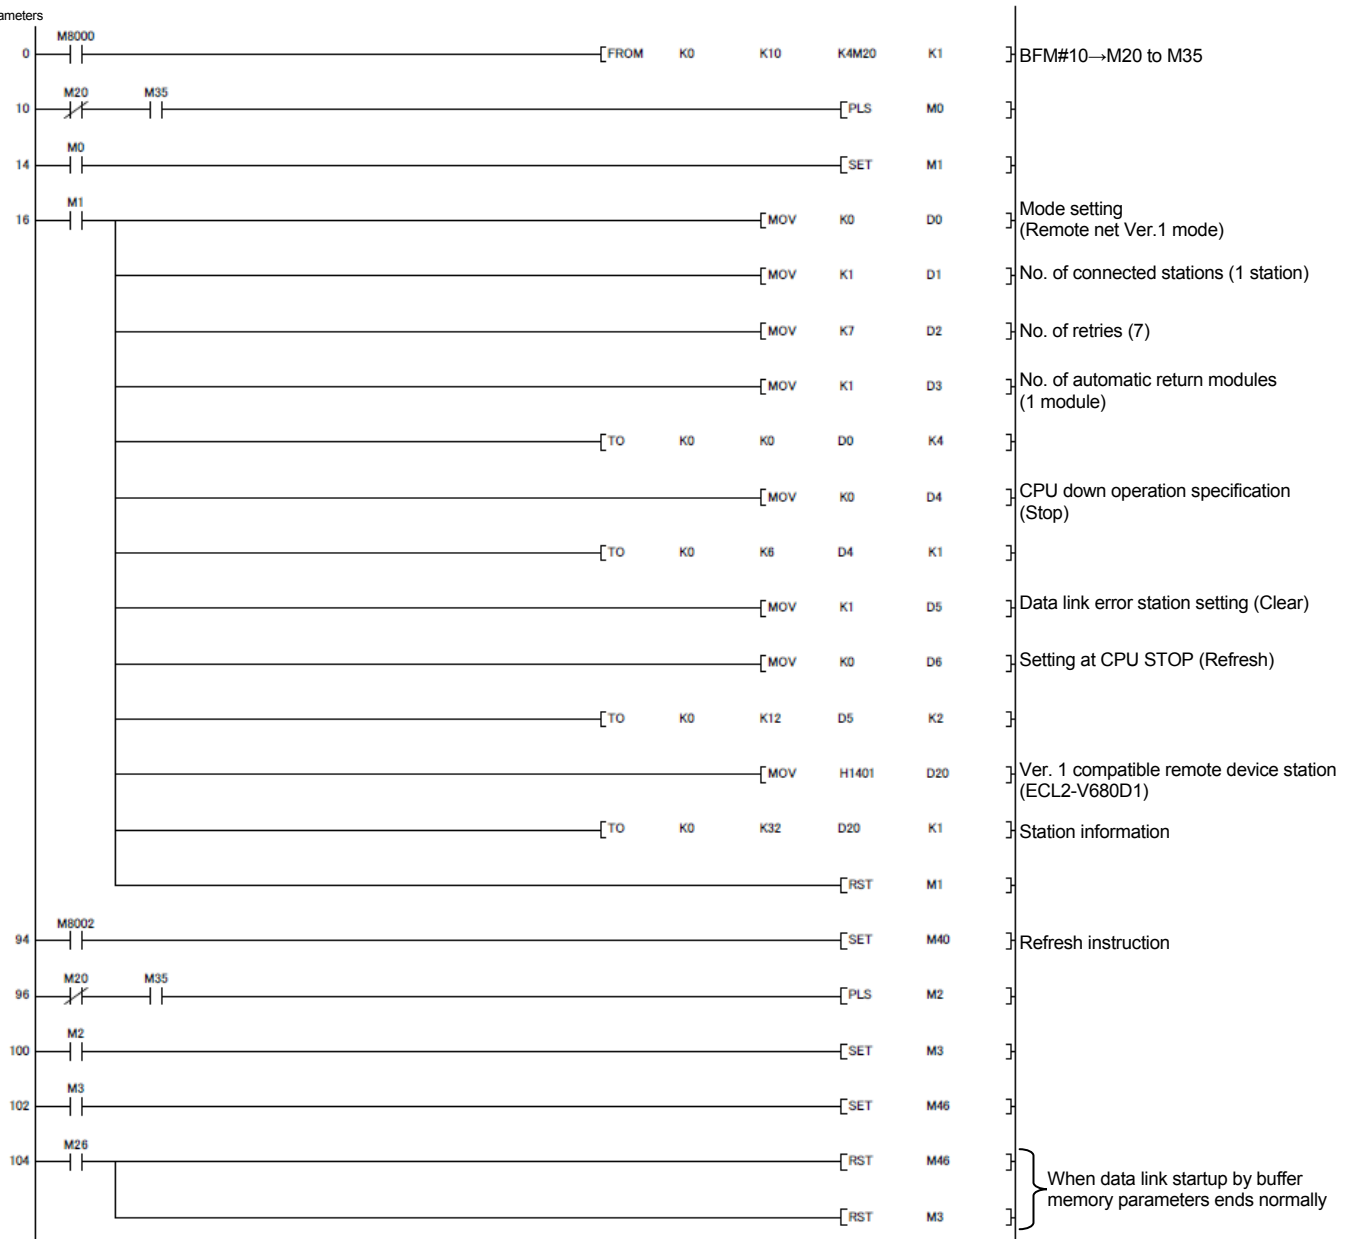 ameters
M8000
0 FROM K0 K10 K4M20 K1 BFM#10→M20 to M35
M20 M35
10 PLS M0
M0
14 SET M1
M1
16 MOV K0 D0 Mode setting
(Remote net Ver.1 mode)
MOV K1 D1 No. of connected stations (1 station)
MOV K7 D2 No. of retries (7)
MOV K1 D3 No. of automatic return modules
(1 module)
TO K0 K0 D0 K4
MOV K0 D4 CPU down operation specification
(Stop)
TO K0 K6 D4 K1
MOV K1 D5 Data link error station setting (Clear)
MOV K0 D6 Setting at CPU STOP (Refresh)
TO K0 K12 D5 K2
MOV H1401 D20 Ver. 1 compatible remote device station
(ECL2-V680D1)
TO K0 K32 D20 K1 Station information
RST M1
M8002
94 SET M40 Refresh instruction
M20 M35
96 PLS M2
M2
100 SET M3
M3
102 SET M46
M26
104 RST M46
When data link startup by buffer
memory parameters ends normally
RST M3